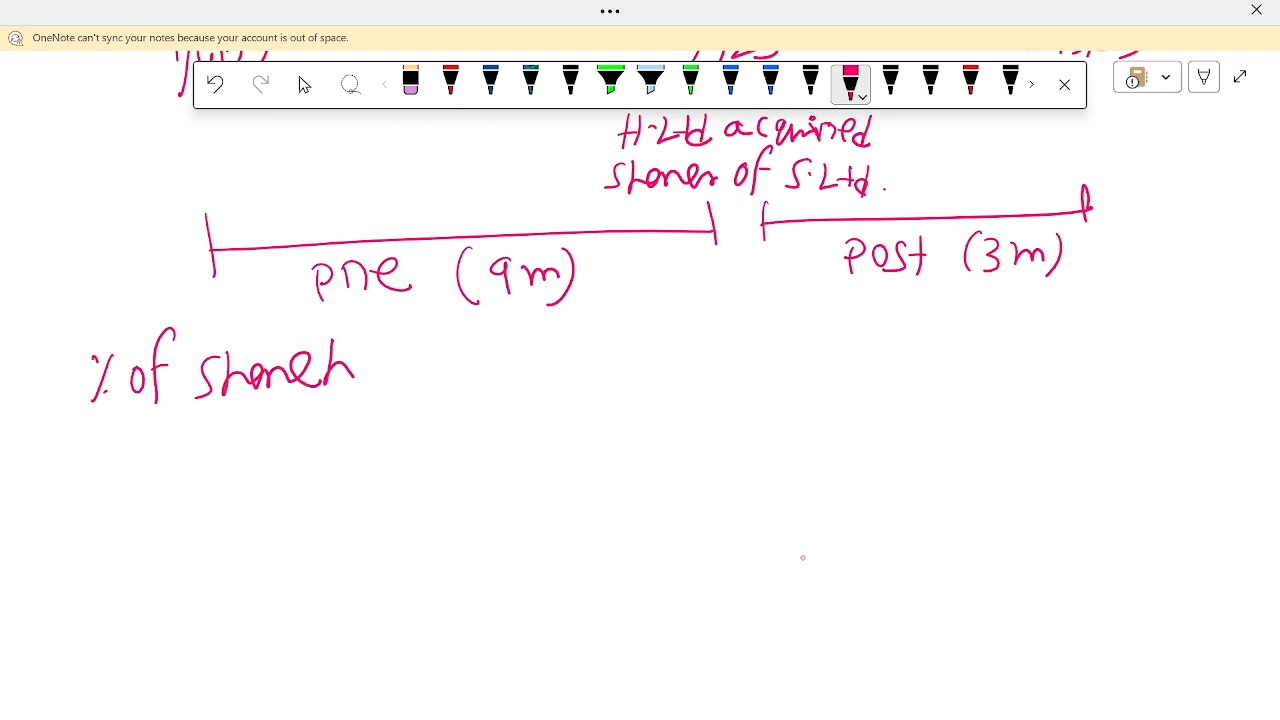 OneNote can't sync your notes because your account is out of space.
H.Ltd acquired
shares of S.Ltd.
pre (9m)
post (3m)
% of shareh